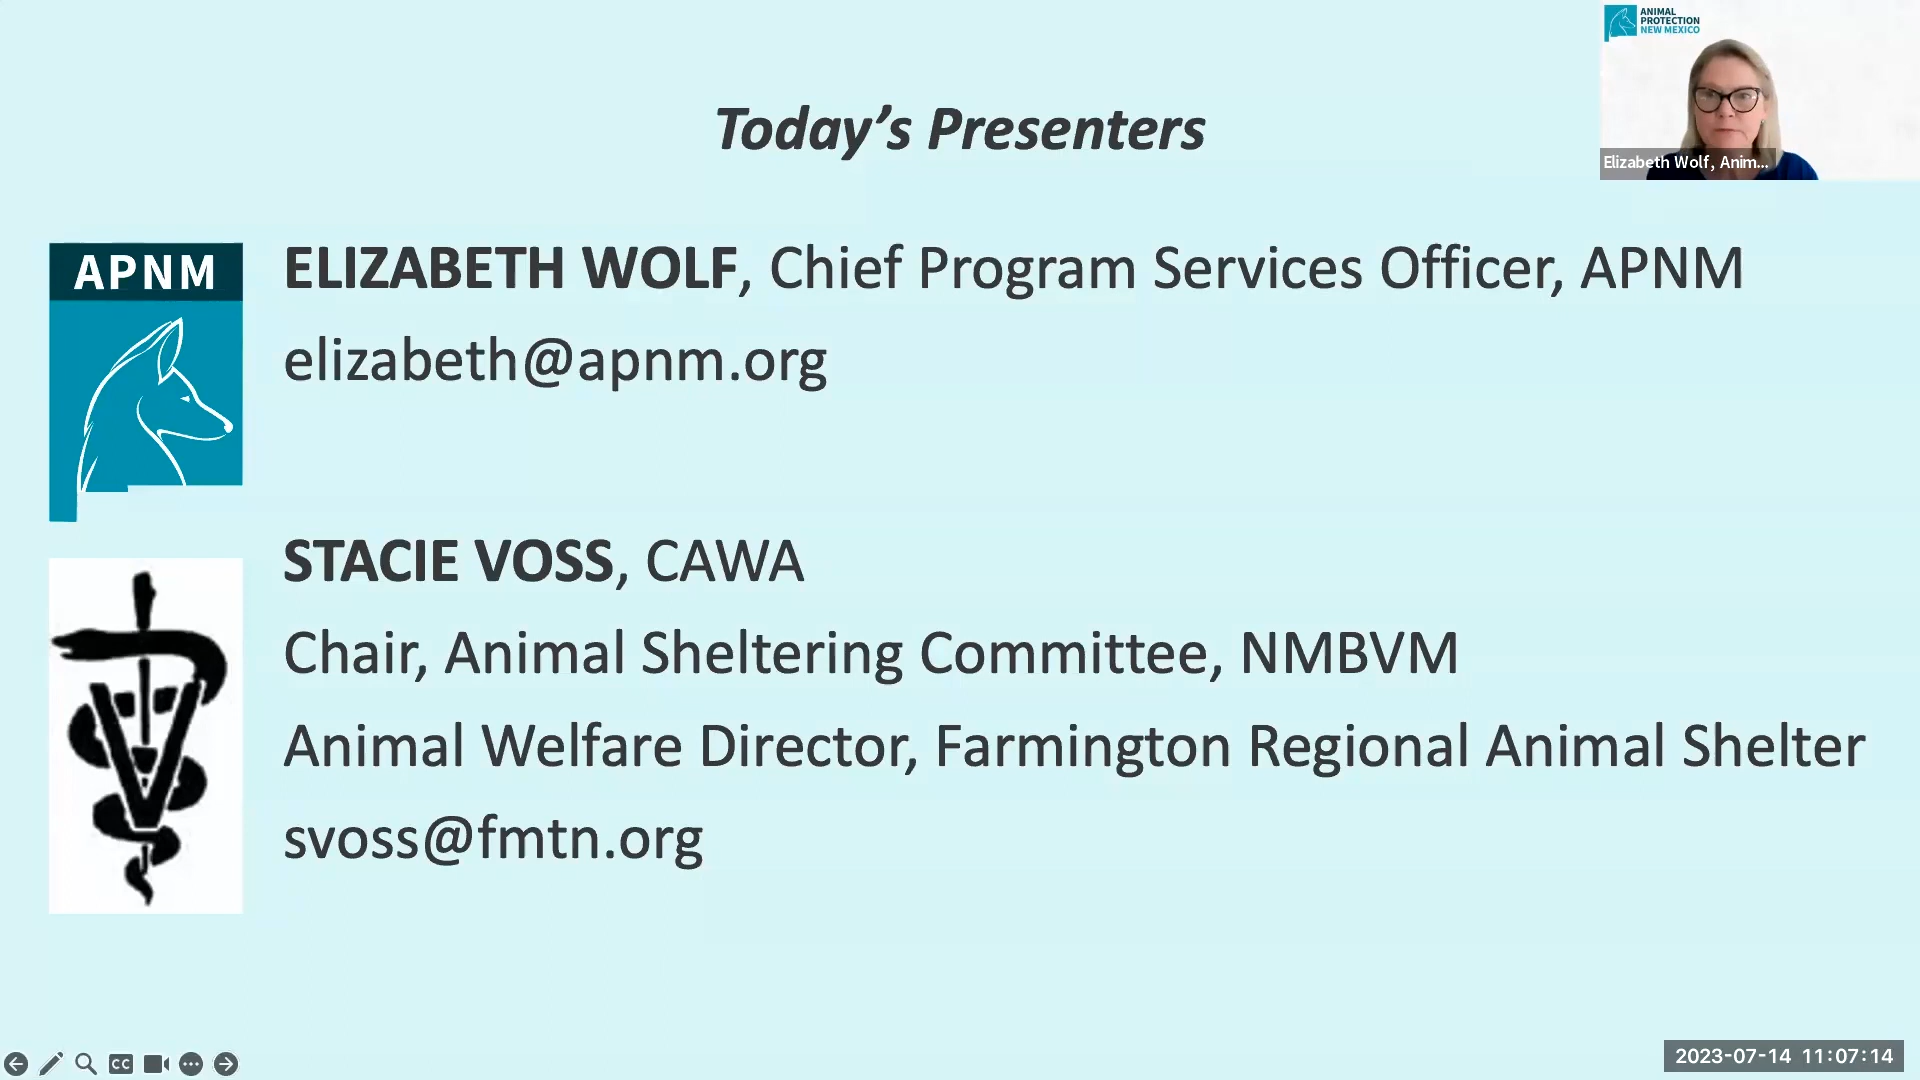 ANIMAL
PROTECTION
NEW MEXICO
Elizabeth Wolf, Anim...
Today’s Presenters
APNM
ELIZABETH WOLF, Chief Program Services Officer, APNM
elizabeth@apnm.org
STACIE VOSS, CAWA
Chair, Animal Sheltering Committee, NMBVM
Animal Welfare Director, Farmington Regional Animal Shelter
svoss@fmtn.org
V
CC
2023-07-14 11:07:14